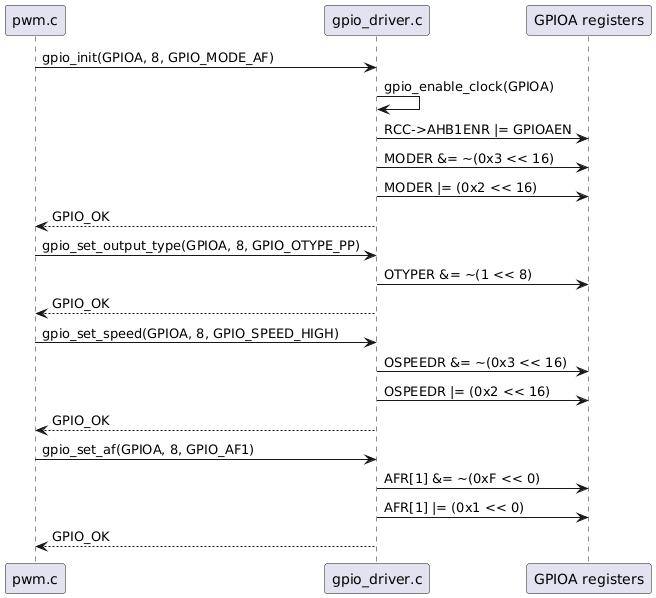 pwm.c
gpio_driver.c
GPIOA registers
gpio_init(GPIOA, 8, GPIO_MODE_AF)
gpio_enable_clock(GPIOA)
RCC->AHB1ENR |= GPIOAEN
MODER &= ~(0x3 << 16)
MODER |= (0x2 << 16)
GPIO_OK
gpio_set_output_type(GPIOA, 8, GPIO_OTYPE_PP)
OTYPER &= ~(1 << 8)
GPIO_OK
gpio_set_speed(GPIOA, 8, GPIO_SPEED_HIGH)
OSPEEDR &= ~(0x3 << 16)
OSPEEDR |= (0x2 << 16)
GPIO_OK
gpio_set_af(GPIOA, 8, GPIO_AF1)
AFR[1] &= ~(0xF << 0)
AFR[1] |= (0x1 << 0)
GPIO_OK
pwm.c
gpio_driver.c
GPIOA registers